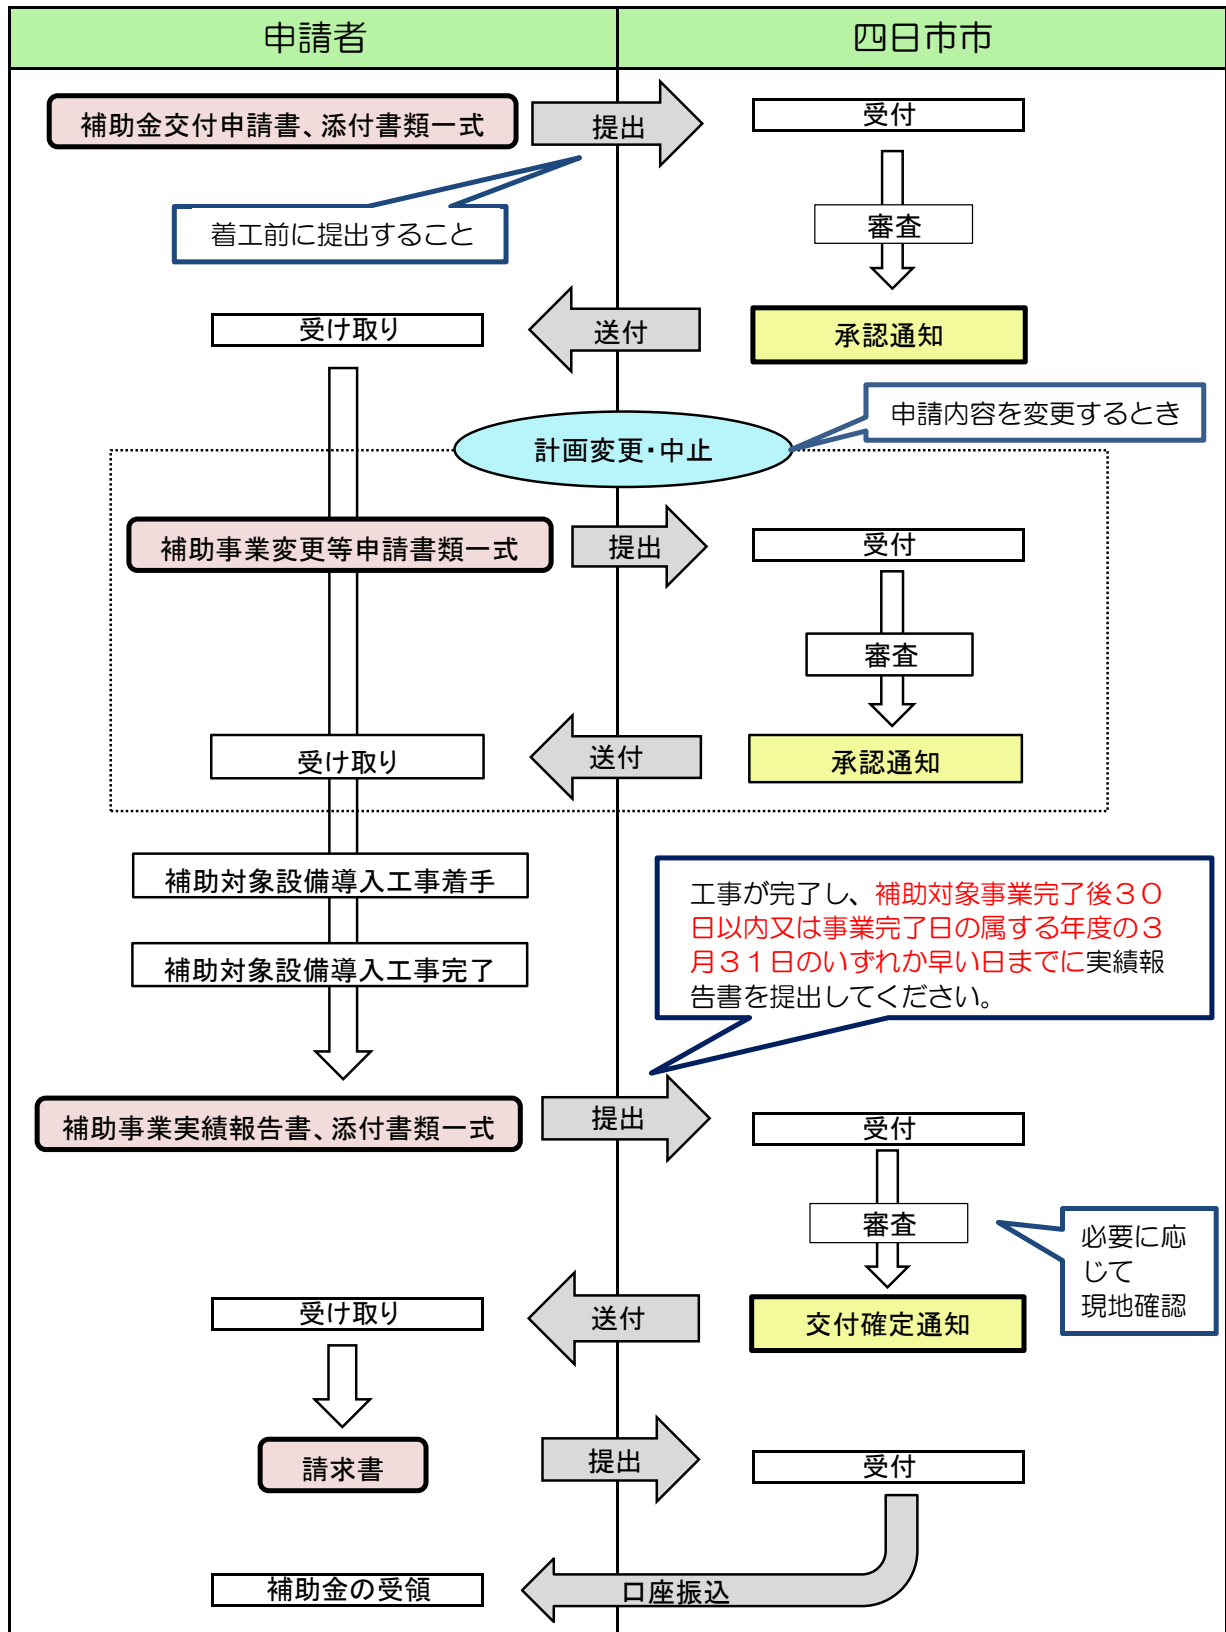 申請者
四日市市
補助金交付申請書、添付書類一式
提出
受付
着工前に提出すること
審査
受け取り
送付
承認通知
申請内容を変更するとき
計画変更・中止
補助事業変更等申請書類一式
提出
受付
審査
受け取り
送付
承認通知
補助対象設備導入工事着手
工事が完了し、補助対象事業完了後３０
日以内又は事業完了日の属する年度の３
月３１日のいずれか早い日までに実績報
告書を提出してください。
補助対象設備導入工事完了
補助事業実績報告書、添付書類一式
提出
受付
審査
必要に応
じて
現地確認
受け取り
送付
交付確定通知
請求書
提出
受付
補助金の受領
口座振込